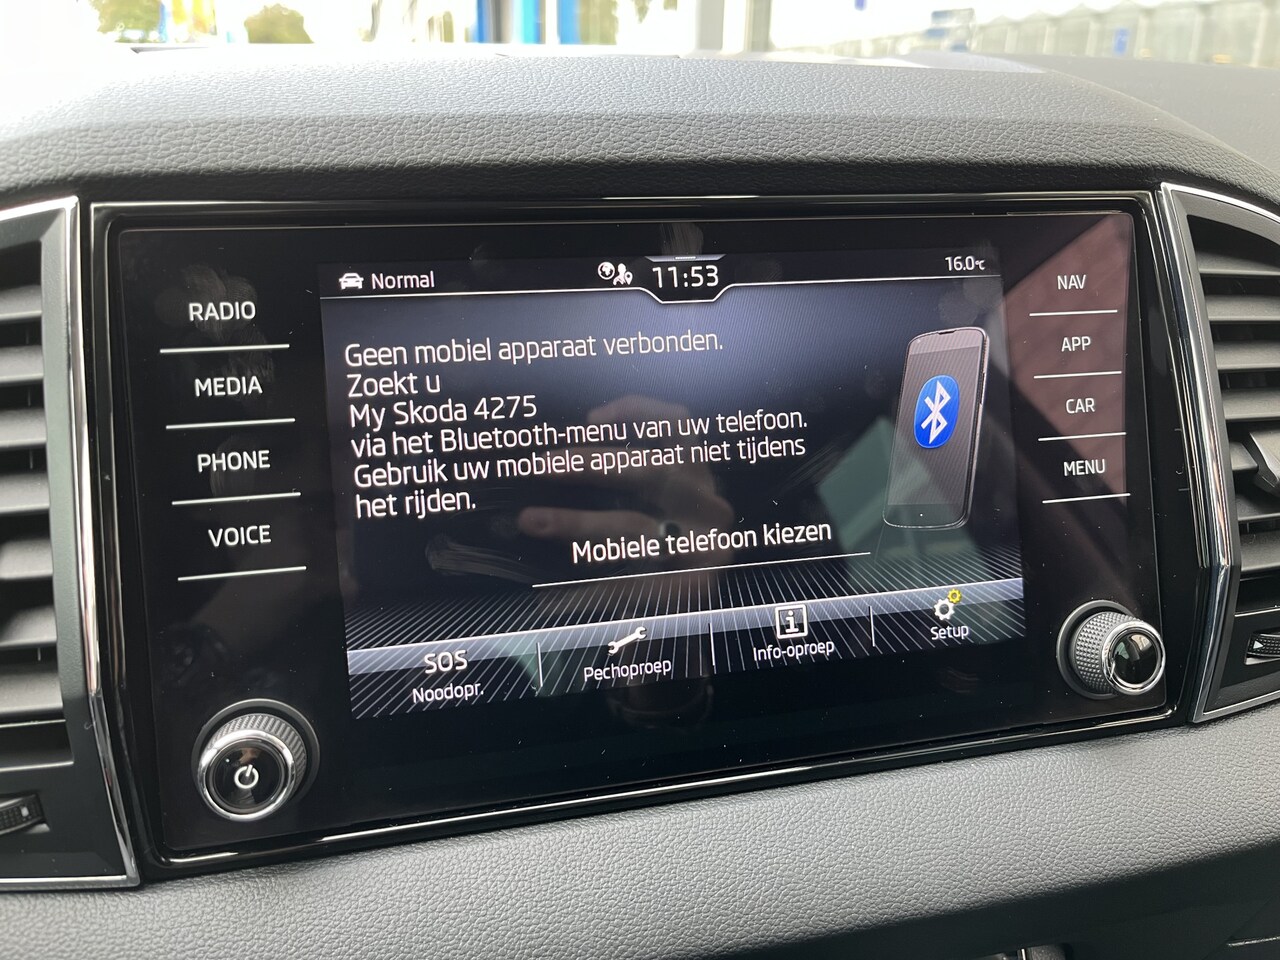 Normal
11:53
16.0°C
RADIO
MEDIA
PHONE
VOICE
Geen mobiel apparaat verbonden.
Zoekt u
My Skoda 4275
via het Bluetooth-menu van uw telefoon.
Gebruik uw mobiele apparaat niet tijdens
het rijden.
Mobiele telefoon kiezen
SOS
Noodopr.
Pechoproep
i
Info-oproep
Setup
NAV
APP
CAR
MENU